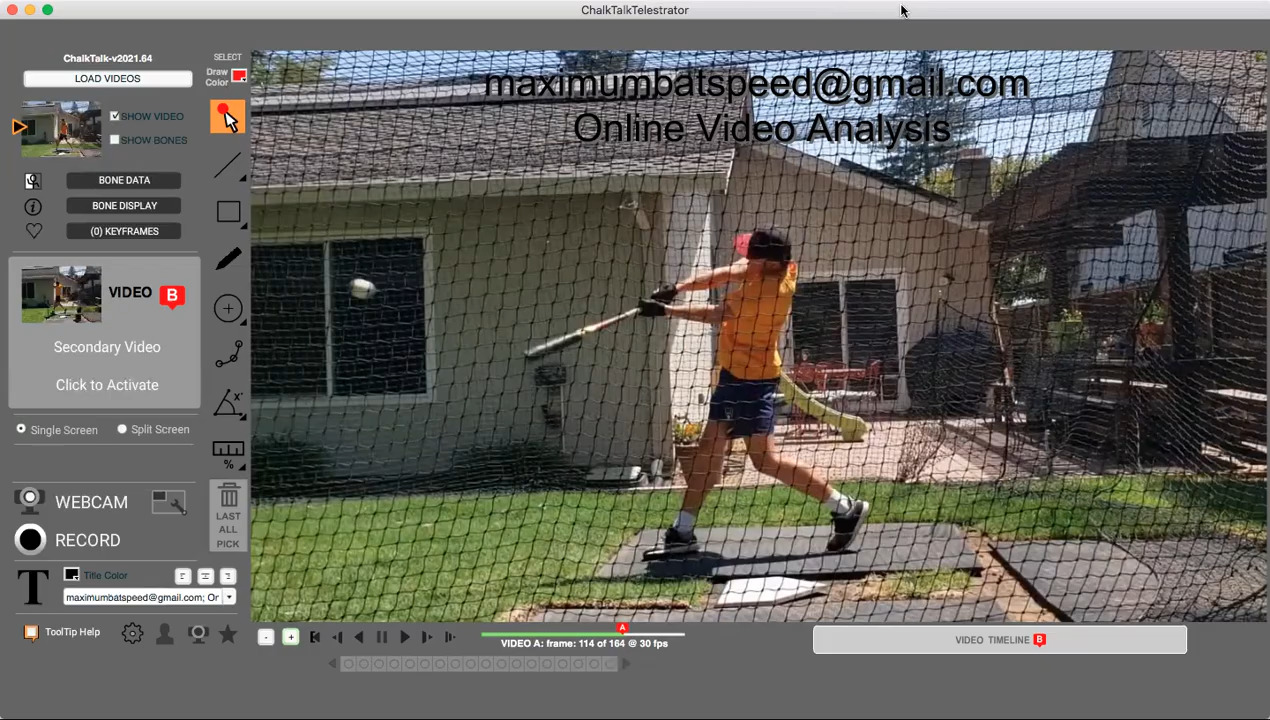 ChalkTalkTelestrator
ChalkTalk-v2021.64
LOAD VIDEOS
SHOW VIDEO
SHOW BONES
BONE DATA
BONE DISPLAY
(0) KEYFRAMES
VIDEO B
Secondary Video
Click to Activate
Single Screen
Split Screen
WEBCAM
RECORD
T
Title Color
maximumbatspeed@gmail.com; Or
ToolTip Help
SELECT
Draw
Color
X°
%
LAST
ALL
PICK
maximumbatspeed@gmail.com
Online Video Analysis
- +
A
VIDEO A: frame: 114 of 164 @ 30 fps
VIDEO TIMELINE B